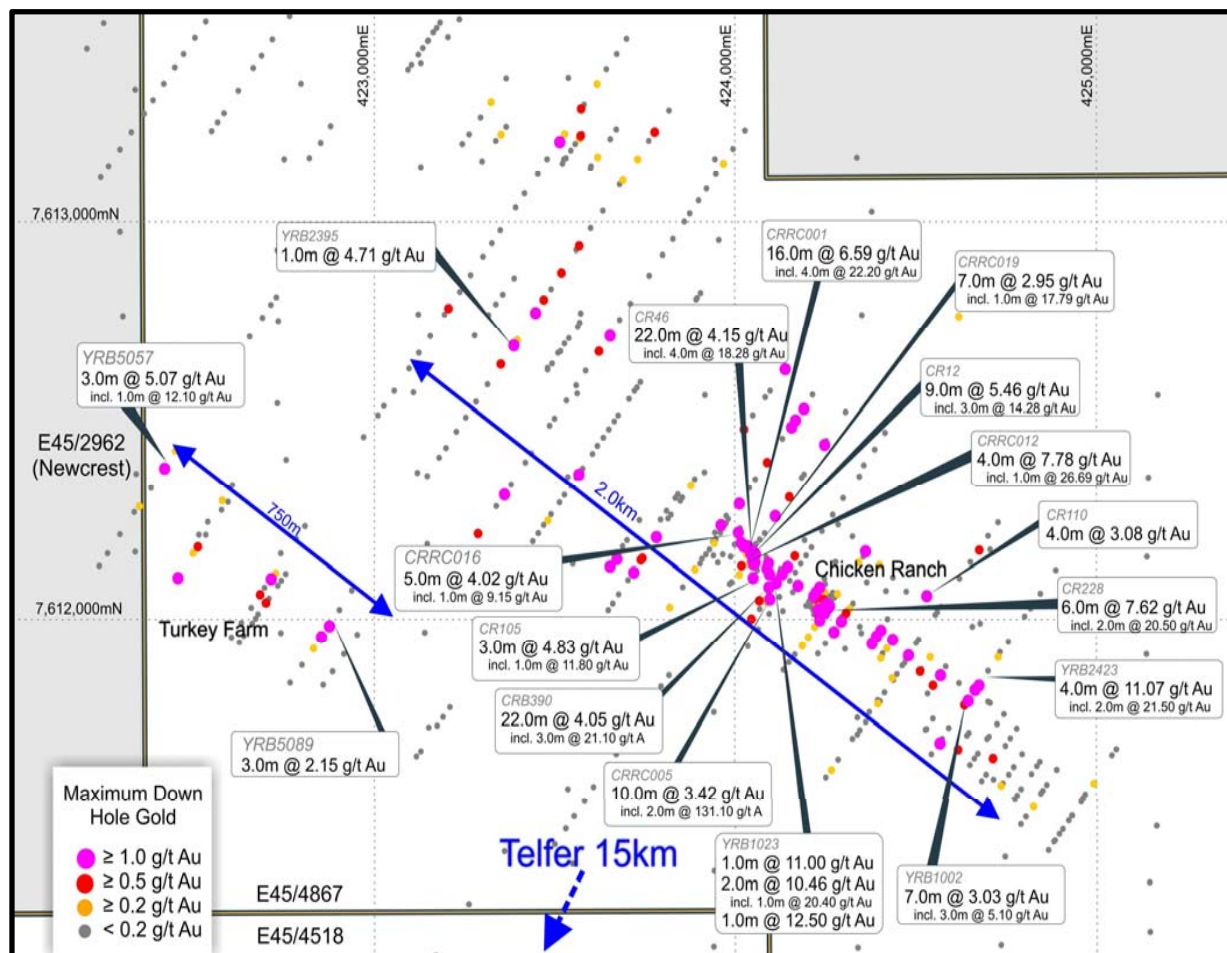 423,000mE
424,000mE
425,000mE
7,613,000mN
YRB2395
1.0m @ 4.71 g/t Au
CRRC001
16.0m @ 6.59 g/t Au
incl. 4.0m @ 22.20 g/t Au
CRRC019
7.0m @ 2.95 g/t Au
incl. 1.0m @ 17.79 g/t Au
CR46
22.0m @ 4.15 g/t Au
incl. 4.0m @ 18.28 g/t Au
YRB5057
3.0m @ 5.07 g/t Au
incl. 1.0m @ 12.10 g/t Au
CR12
9.0m @ 5.46 g/t Au
incl. 3.0m @ 14.28 g/t Au
E45/2962
(Newcrest)
CRRC012
4.0m @ 7.78 g/t Au
incl. 1.0m @ 26.69 g/t Au
750m
2.0km
CR110
4.0m @ 3.08 g/t Au
CRRC016
5.0m @ 4.02 g/t Au
incl. 1.0m @ 9.15 g/t Au
Chicken Ranch
CR228
6.0m @ 7.62 g/t Au
incl. 2.0m @ 20.50 g/t Au
7,612,000mN
Turkey Farm
CR105
3.0m @ 4.83 g/t Au
incl. 1.0m @ 11.80 g/t Au
YRB2423
4.0m @ 11.07 g/t Au
incl. 2.0m @ 21.50 g/t Au
CRB390
22.0m @ 4.05 g/t Au
incl. 3.0m @ 21.10 g/t A
YRB5089
3.0m @ 2.15 g/t Au
CRRC005
10.0m @ 3.42 g/t Au
incl. 2.0m @ 131.10 g/t A
YRB1023
1.0m @ 11.00 g/t Au
2.0m @ 10.46 g/t Au
incl. 1.0m @ 20.40 g/t Au
1.0m @ 12.50 g/t Au
YRB1002
7.0m @ 3.03 g/t Au
incl. 3.0m @ 5.10 g/t Au
Telfer 15km
Maximum Down
Hole Gold
≥ 1.0 g/t Au
≥ 0.5 g/t Au
≥ 0.2 g/t Au
< 0.2 g/t Au
E45/4867
E45/4518